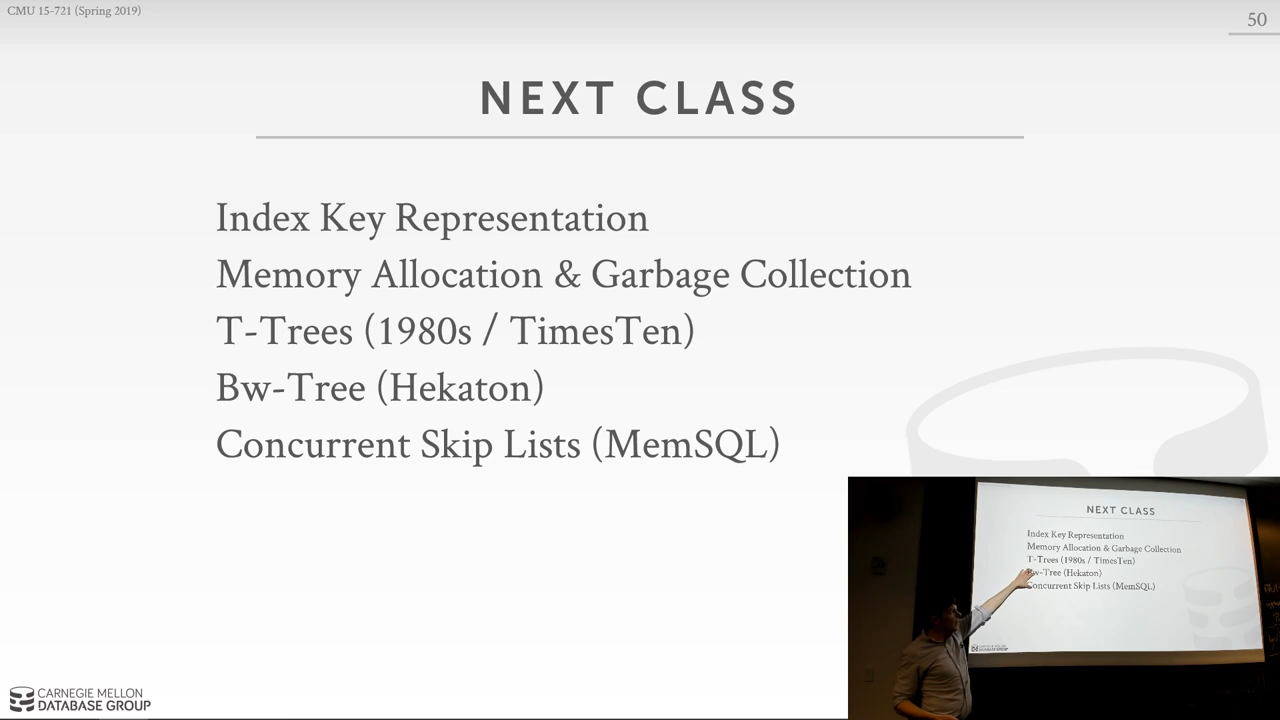 CMU 15-721 (Spring 2019)
50
NEXT CLASS
Index Key Representation
Memory Allocation & Garbage Collection
T-Trees (1980s / TimesTen)
Bw-Tree (Hekaton)
Concurrent Skip Lists (MemSQL)
CARNEGIE MELLON
DATABASE GROUP
NEXT CLASS
Index Key Representation
Memory Allocation & Garbage Collection
T-Trees (1980s / TimesTen)
Bw-Tree (Hekaton)
Concurrent Skip Lists (MemSQL)